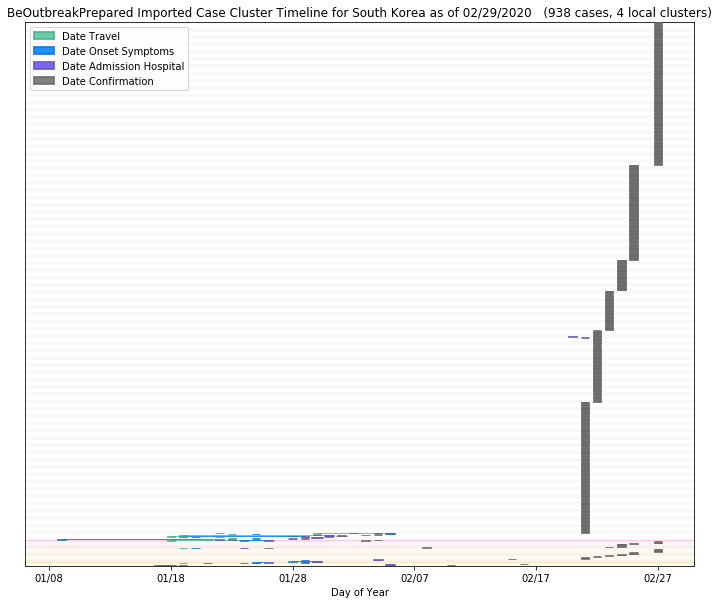 BeOutbreakPrepared Imported Case Cluster Timeline for South Korea as of 02/29/2020 (938 cases, 4 local clusters)
Date Travel
Date Onset Symptoms
Date Admission Hospital
Date Confirmation
01/08 01/18 01/28 02/07 02/17 02/27
Day of Year